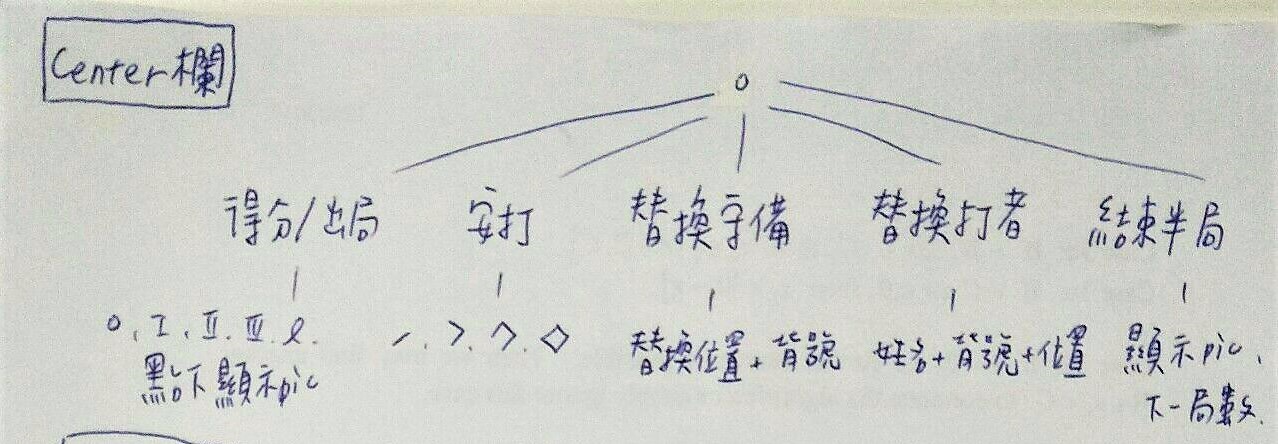 Center欄
o
得分/出局 安打 替換守備 替換打者 結束半局
o. I. II. III. l.
點下顯示pic
替換位置+背號 姓名+背號+位置 顯示pic.
下一局數.